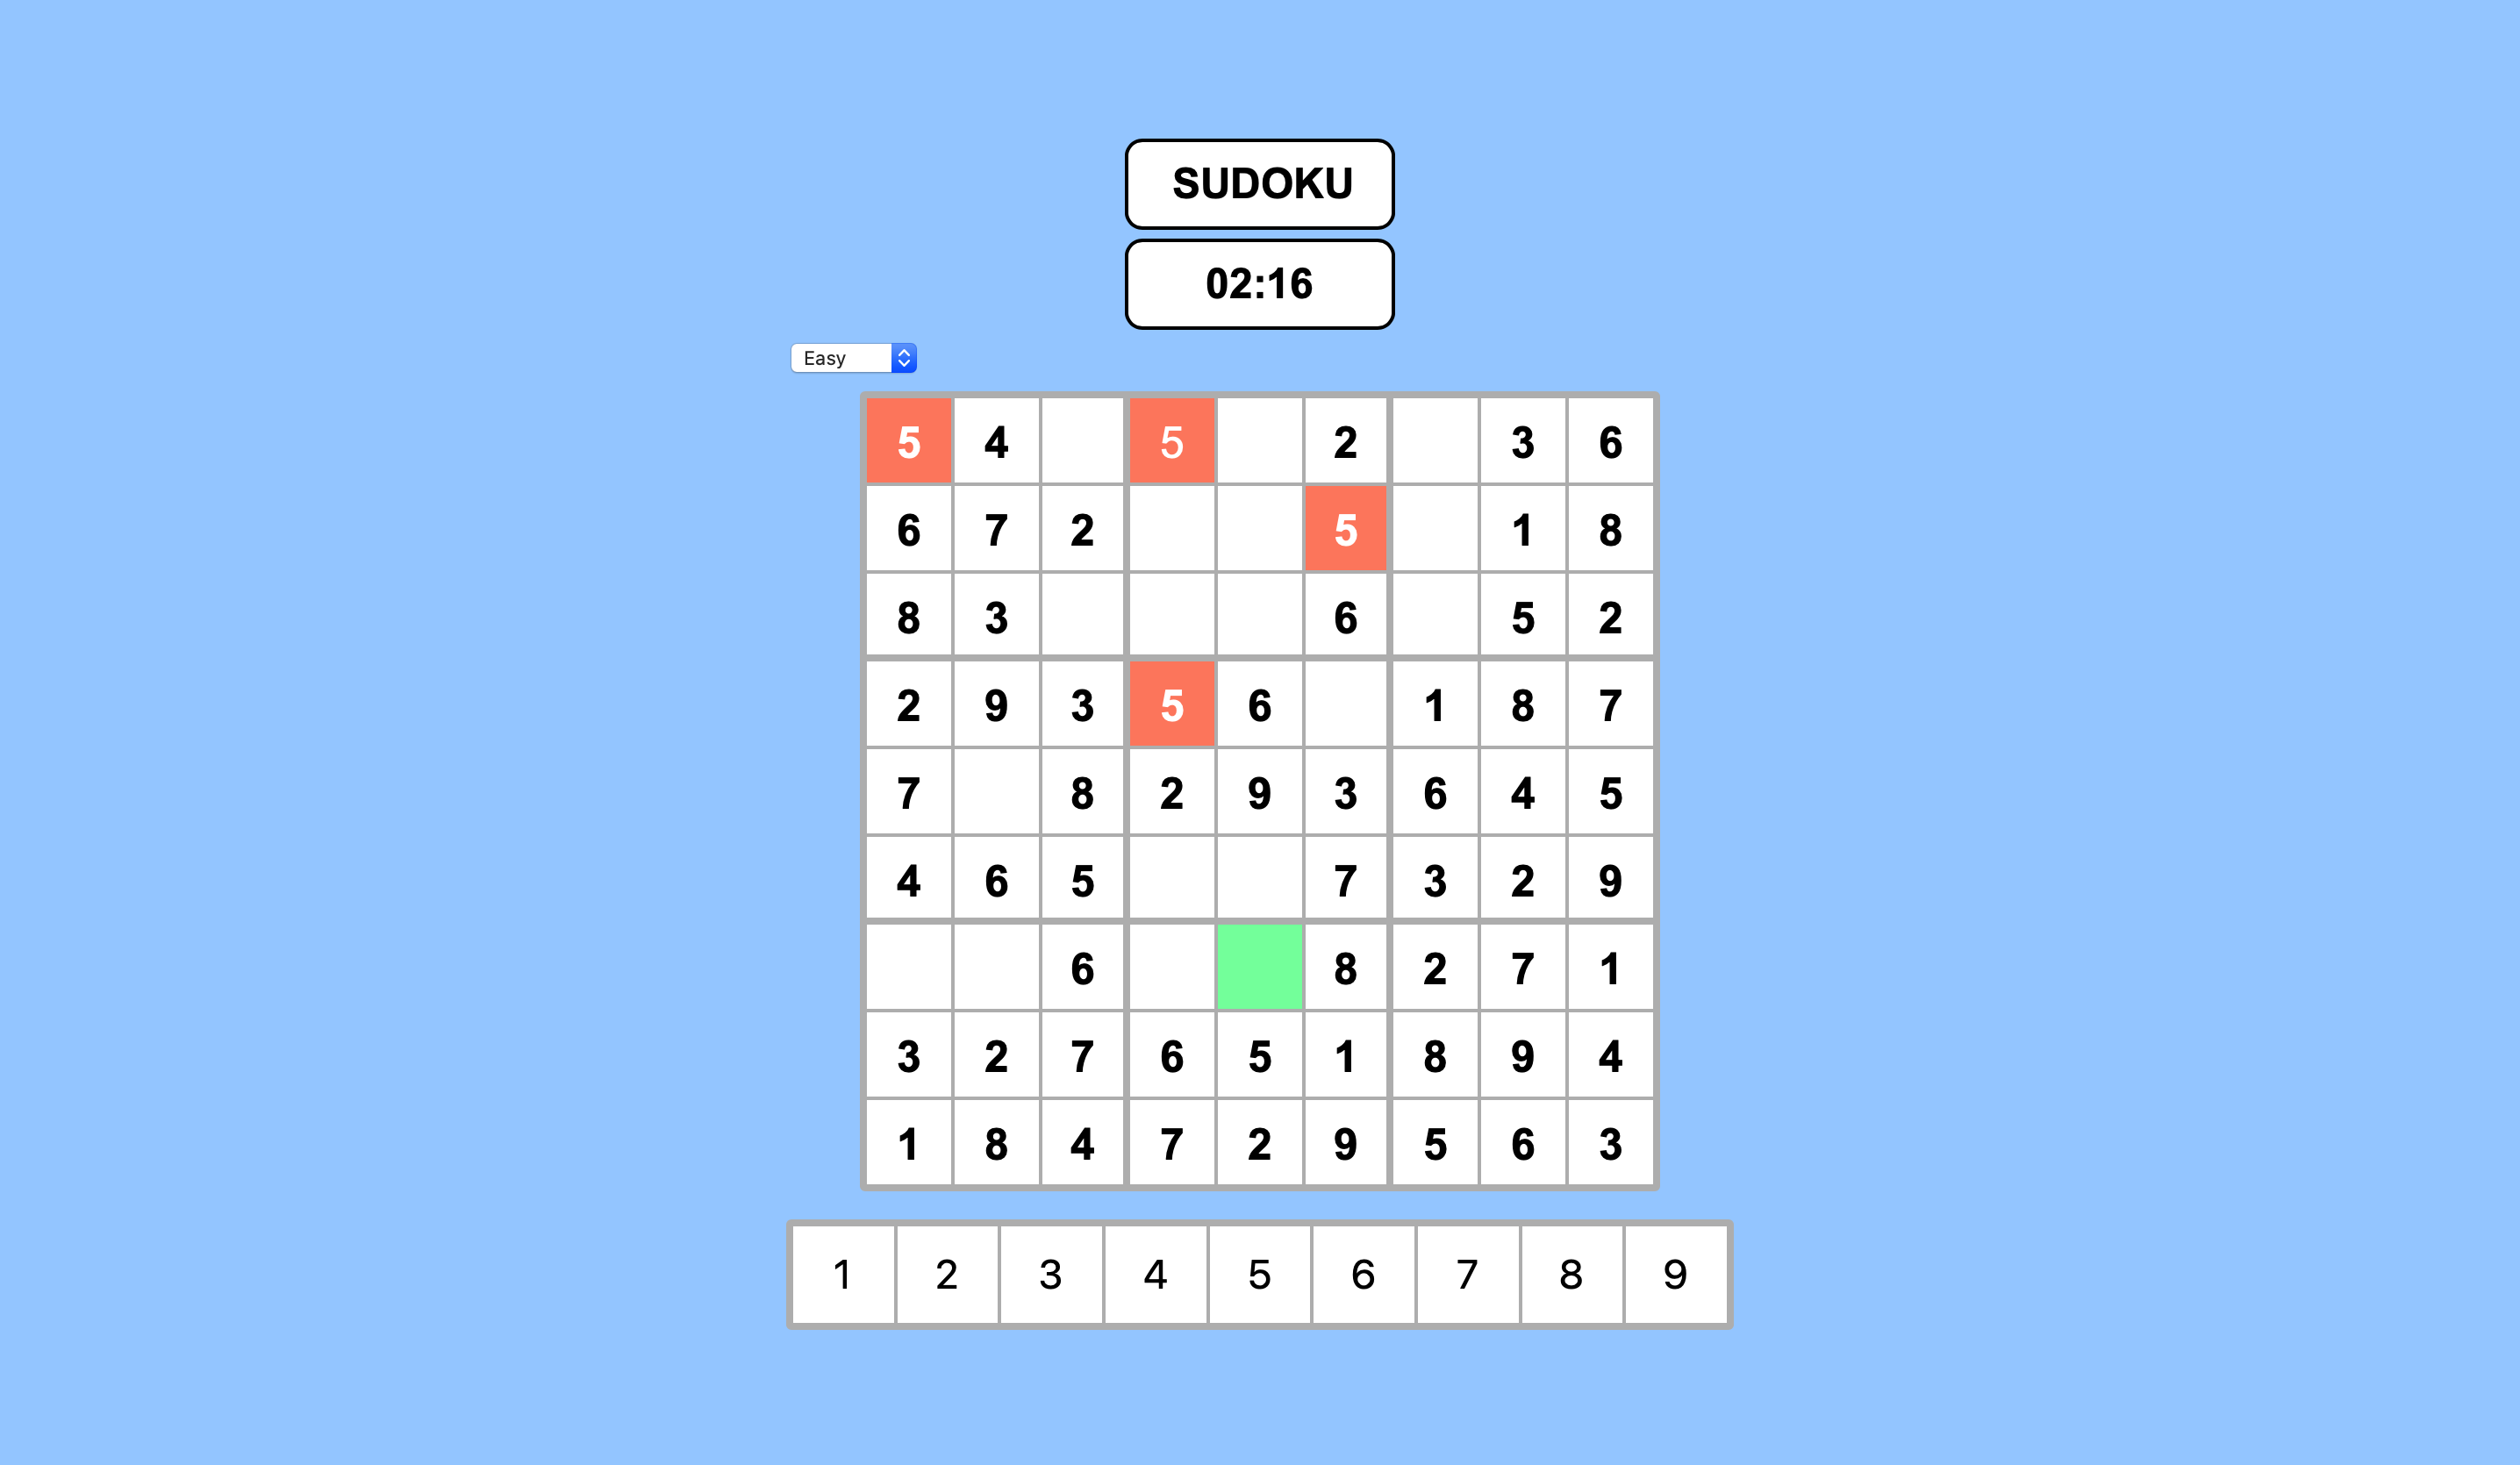 SUDOKU
02:16
Easy
5 4 5 2 3 6
6 7 2 5 1 8
8 3 6 5 2
2 9 3 5 6 1 8 7
7 8 2 9 3 6 4 5
4 6 5 7 3 2 9
6 8 2 7 1
3 2 7 6 5 1 8 9 4
1 8 4 7 2 9 5 6 3
1 2 3 4 5 6 7 8 9